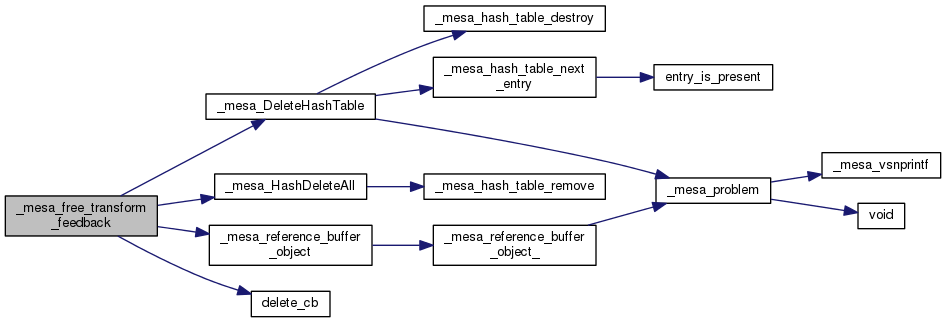 _mesa_hash_table_destroy
_mesa_hash_table_next
_entry
entry_is_present
_mesa_DeleteHashTable
_mesa_vsnprintf
_mesa_HashDeleteAll
_mesa_hash_table_remove
_mesa_problem
_mesa_free_transform
_feedback
void
_mesa_reference_buffer
_object
_mesa_reference_buffer
_object_
delete_cb